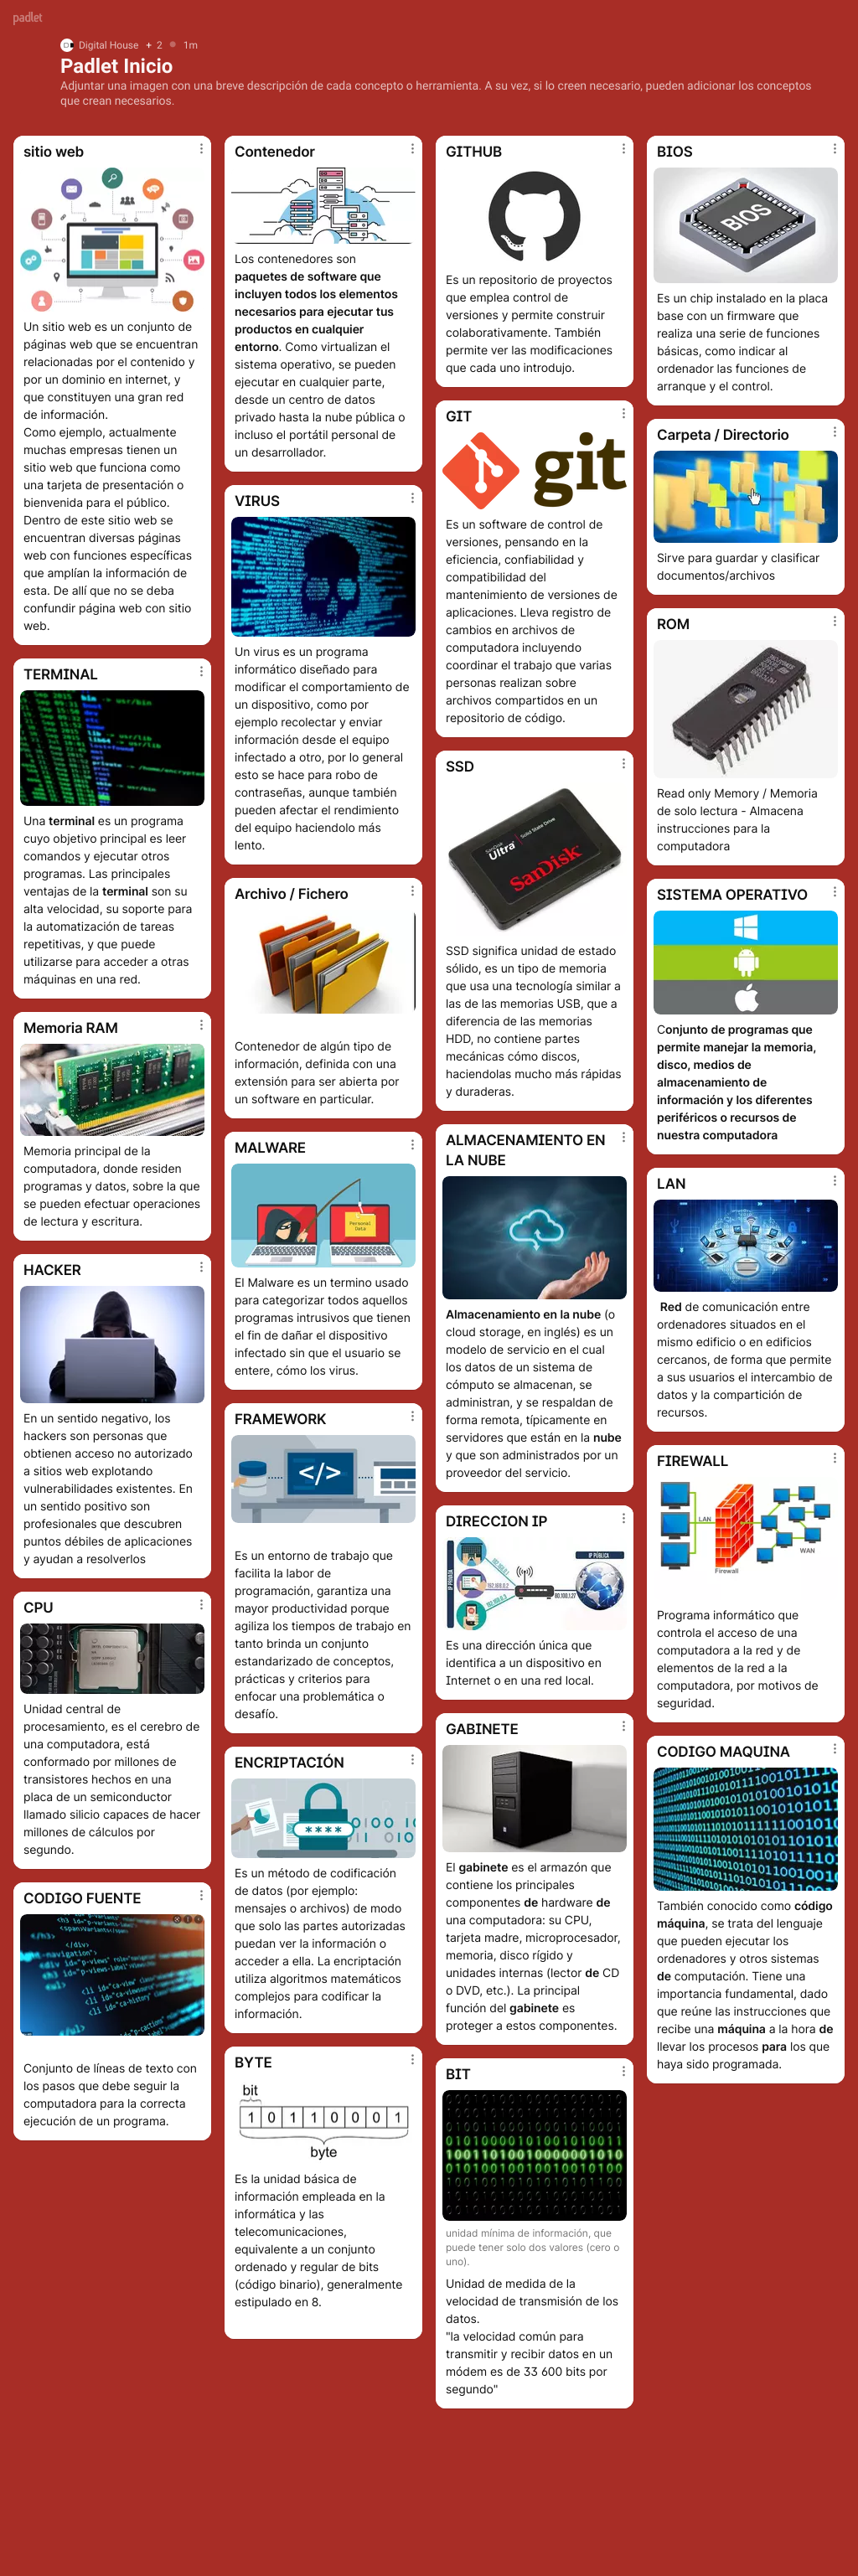 padlet
Digital House + 2 1m
Padlet Inicio
Adjuntar una imagen con una breve descripción de cada concepto o herramienta. A su vez, si lo creen necesario, pueden adicionar los conceptos
que crean necesarios.
sitio web
Un sitio web es un conjunto de
páginas web que se encuentran
relacionadas por el contenido y
por un dominio en internet, y
que constituyen una gran red
de información.
Como ejemplo, actualmente
muchas empresas tienen un
sitio web que funciona como
una tarjeta de presentación o
bienvenida para el público.
Dentro de este sitio web se
encuentran diversas páginas
web con funciones específicas
que amplían la información de
esta. De allí que no se deba
confundir página web con sitio
web.
TERMINAL
Una terminal es un programa
cuyo objetivo principal es leer
comandos y ejecutar otros
programas. Las principales
ventajas de la terminal son su
alta velocidad, su soporte para
la automatización de tareas
repetitivas, y que puede
utilizarse para acceder a otras
máquinas en una red.
Memoria RAM
Memoria principal de la
computadora, donde residen
programas y datos, sobre la que
se pueden efectuar operaciones
de lectura y escritura.
HACKER
En un sentido negativo, los
hackers son personas que
obtienen acceso no autorizado
a sitios web explotando
vulnerabilidades existentes. En
un sentido positivo son
profesionales que descubren
puntos débiles de aplicaciones
y ayudan a resolverlos
CPU
Unidad central de
procesamiento, es el cerebro de
una computadora, está
conformado por millones de
transistores hechos en una
placa de un semiconductor
llamado silicio capaces de hacer
millones de cálculos por
segundo.
CODIGO FUENTE
Conjunto de líneas de texto con
los pasos que debe seguir la
computadora para la correcta
ejecución de un programa.
Contenedor
Los contenedores son
paquetes de software que
incluyen todos los elementos
necesarios para ejecutar tus
productos en cualquier
entorno. Como virtualizan el
sistema operativo, se pueden
ejecutar en cualquier parte,
desde un centro de datos
privado hasta la nube pública o
incluso el portátil personal de
un desarrollador.
VIRUS
Un virus es un programa
informático diseñado para
modificar el comportamiento de
un dispositivo, como por
ejemplo recolectar y enviar
información desde el equipo
infectado a otro, por lo general
esto se hace para robo de
contraseñas, aunque también
pueden afectar el rendimiento
del equipo haciendolo más
lento.
Archivo / Fichero
Contenedor de algún tipo de
información, definida con una
extensión para ser abierta por
un software en particular.
MALWARE
Personal
Data
El Malware es un termino usado
para categorizar todos aquellos
programas intrusivos que tienen
el fin de dañar el dispositivo
infectado sin que el usuario se
entere, cómo los virus.
FRAMEWORK
</>
Es un entorno de trabajo que
facilita la labor de
programación, garantiza una
mayor productividad porque
agiliza los tiempos de trabajo en
tanto brinda un conjunto
estandarizado de conceptos,
prácticas y criterios para
enfocar una problemática o
desafío.
ENCRIPTACIÓN
****
Es un método de codificación
de datos (por ejemplo:
mensajes o archivos) de modo
que solo las partes autorizadas
puedan ver la información o
acceder a ella. La encriptación
utiliza algoritmos matemáticos
complejos para codificar la
información.
BYTE
bit
1 0 1 1 0 0 0 1
byte
Es la unidad básica de
información empleada en la
informática y las
telecomunicaciones,
equivalente a un conjunto
ordenado y regular de bits
(código binario), generalmente
estipulado en 8.
GITHUB
Es un repositorio de proyectos
que emplea control de
versiones y permite construir
colaborativamente. También
permite ver las modificaciones
que cada uno introdujo.
GIT
git
Es un software de control de
versiones, pensando en la
eficiencia, confiabilidad y
compatibilidad del
mantenimiento de versiones de
aplicaciones. Lleva registro de
cambios en archivos de
computadora incluyendo
coordinar el trabajo que varias
personas realizan sobre
archivos compartidos en un
repositorio de código.
SSD
SanDisk
Ultra
Solid State Drive
SanDisk
SSD significa unidad de estado
sólido, es un tipo de memoria
que usa una tecnología similar a
las de las memorias USB, que a
diferencia de las memorias
HDD, no contiene partes
mecánicas cómo discos,
haciendolas mucho más rápidas
y duraderas.
ALMACENAMIENTO EN
LA NUBE
Almacenamiento en la nube (o
cloud storage, en inglés) es un
modelo de servicio en el cual
los datos de un sistema de
cómputo se almacenan, se
administran, y se respaldan de
forma remota, típicamente en
servidores que están en la nube
y que son administrados por un
proveedor del servicio.
DIRECCION IP
IP PRIVADA
IP PÚBLICA
192.168.0.2
80.100.1.27
Es una dirección única que
identifica a un dispositivo en
Internet o en una red local.
GABINETE
El gabinete es el armazón que
contiene los principales
componentes de hardware de
una computadora: su CPU,
tarjeta madre, microprocesador,
memoria, disco rígido y
unidades internas (lector de CD
o DVD, etc.). La principal
función del gabinete es
proteger a estos componentes.
BIT
unidad mínima de información, que
puede tener solo dos valores (cero o
uno).
Unidad de medida de la
velocidad de transmisión de los
datos.
"la velocidad común para
transmitir y recibir datos en un
módem es de 33 600 bits por
segundo"
BIOS
BIOS
Es un chip instalado en la placa
base con un firmware que
realiza una serie de funciones
básicas, como indicar al
ordenador las funciones de
arranque y el control.
Carpeta / Directorio
Sirve para guardar y clasificar
documentos/archivos
ROM
Read only Memory / Memoria
de solo lectura - Almacena
instrucciones para la
computadora
SISTEMA OPERATIVO
Conjunto de programas que
permite manejar la memoria,
disco, medios de
almacenamiento de
información y los diferentes
periféricos o recursos de
nuestra computadora
LAN
Red de comunicación entre
ordenadores situados en el
mismo edificio o en edificios
cercanos, de forma que permite
a sus usuarios el intercambio de
datos y la compartición de
recursos.
FIREWALL
LAN
WAN
Firewall
Programa informático que
controla el acceso de una
computadora a la red y de
elementos de la red a la
computadora, por motivos de
seguridad.
CODIGO MAQUINA
También conocido como código
máquina, se trata del lenguaje
que pueden ejecutar los
ordenadores y otros sistemas
de computación. Tiene una
importancia fundamental, dado
que reúne las instrucciones que
recibe una máquina a la hora de
llevar los procesos para los que
haya sido programada.